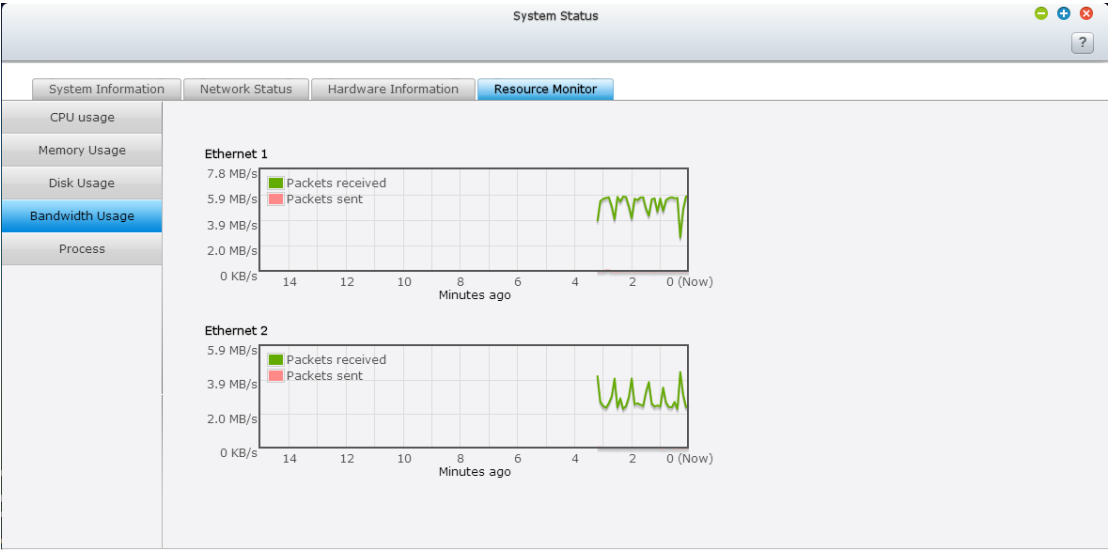 System Status
?
System Information Network Status Hardware Information Resource Monitor
CPU usage
Memory Usage
Disk Usage
Bandwidth Usage
Process
Ethernet 1
7.8 MB/s
Packets received
5.9 MB/s
Packets sent
3.9 MB/s
2.0 MB/s
0 KB/s
14 12 10 8 6 4 2 0 (Now)
Minutes ago
Ethernet 2
5.9 MB/s
Packets received
Packets sent
3.9 MB/s
2.0 MB/s
0 KB/s
14 12 10 8 6 4 2 0 (Now)
Minutes ago